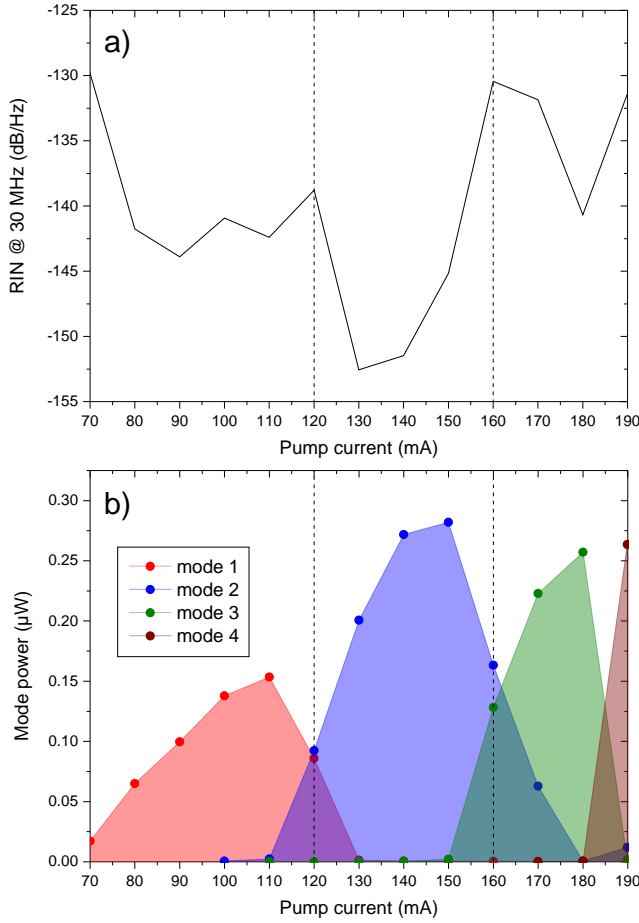 a)
RIN @ 30 MHz (dB/Hz)
-125
-130
-135
-140
-145
-150
-155
70 80 90 100 110 120 130 140 150 160 170 180 190
Pump current (mA)
b)
Mode power (µW)
0.30
0.25
0.20
0.15
0.10
0.05
0.00
mode 1
mode 2
mode 3
mode 4
70 80 90 100 110 120 130 140 150 160 170 180 190
Pump current (mA)